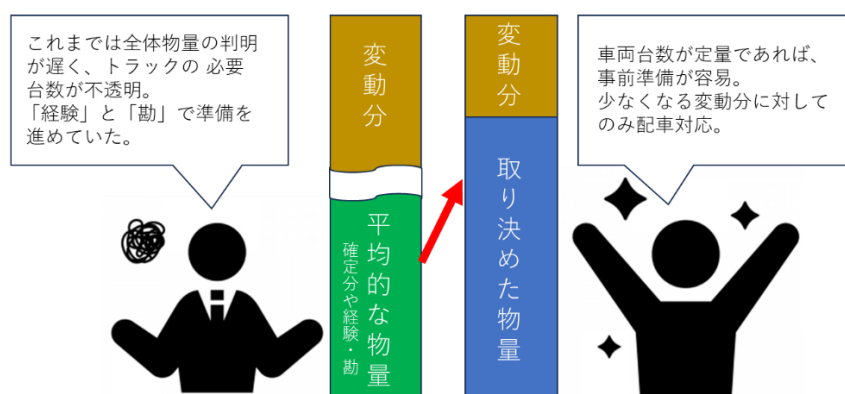 これまでは全体物量の判明
が遅く、トラックの 必要
台数が不透明。
「経験」と「勘」で準備を
進めていた。
変動分
平均的な物量
確定分や経験・勘
変動分
取り決めた物量
車両台数が定量であれば、
事前準備が容易。
少なくなる変動分に対して
のみ配車対応。